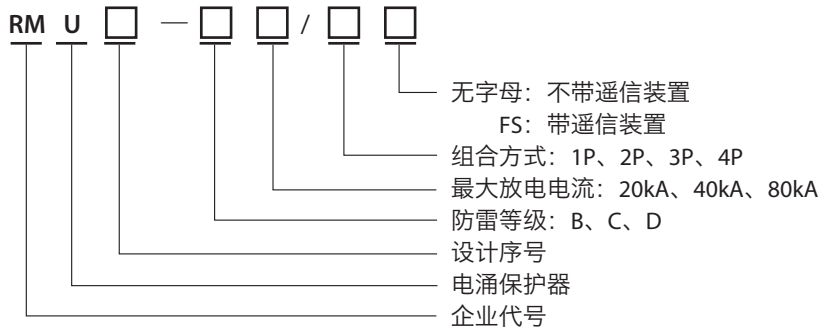 RM U □ — □ □ / □ □
无字母：不带遥信装置
FS：带遥信装置
组合方式：1P、2P、3P、4P
最大放电电流：20kA、40kA、80kA
防雷等级：B、C、D
设计序号
电涌保护器
企业代号